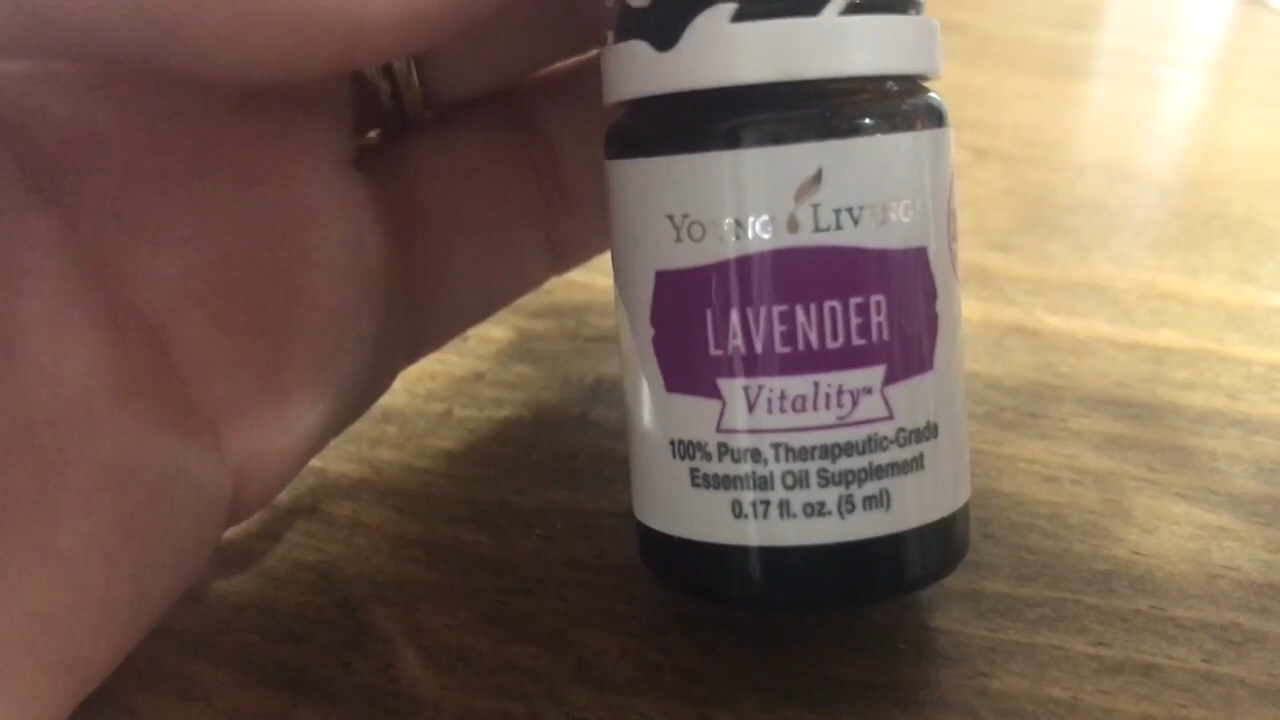 YOUNG LIVING
LAVENDER
Vitality™
100% Pure, Therapeutic-Grade
Essential Oil Supplement
0.17 fl. oz. (5 ml)